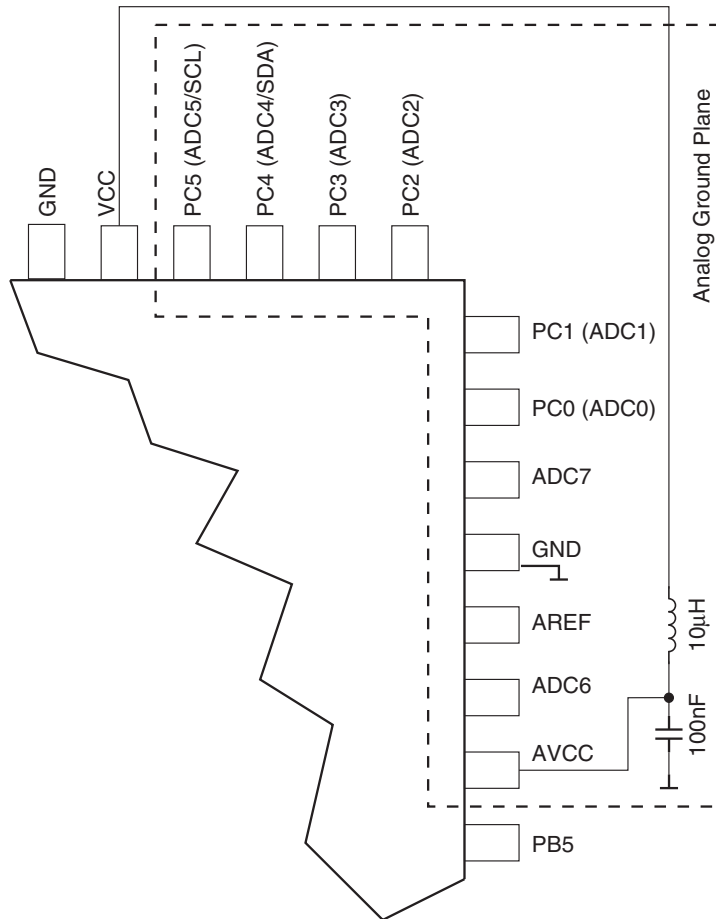 GND
VCC
PC5 (ADC5/SCL)
PC4 (ADC4/SDA)
PC3 (ADC3)
PC2 (ADC2)
Analog Ground Plane
PC1 (ADC1)
PC0 (ADC0)
ADC7
GND
AREF
10μH
ADC6
AVCC
100nF
PB5